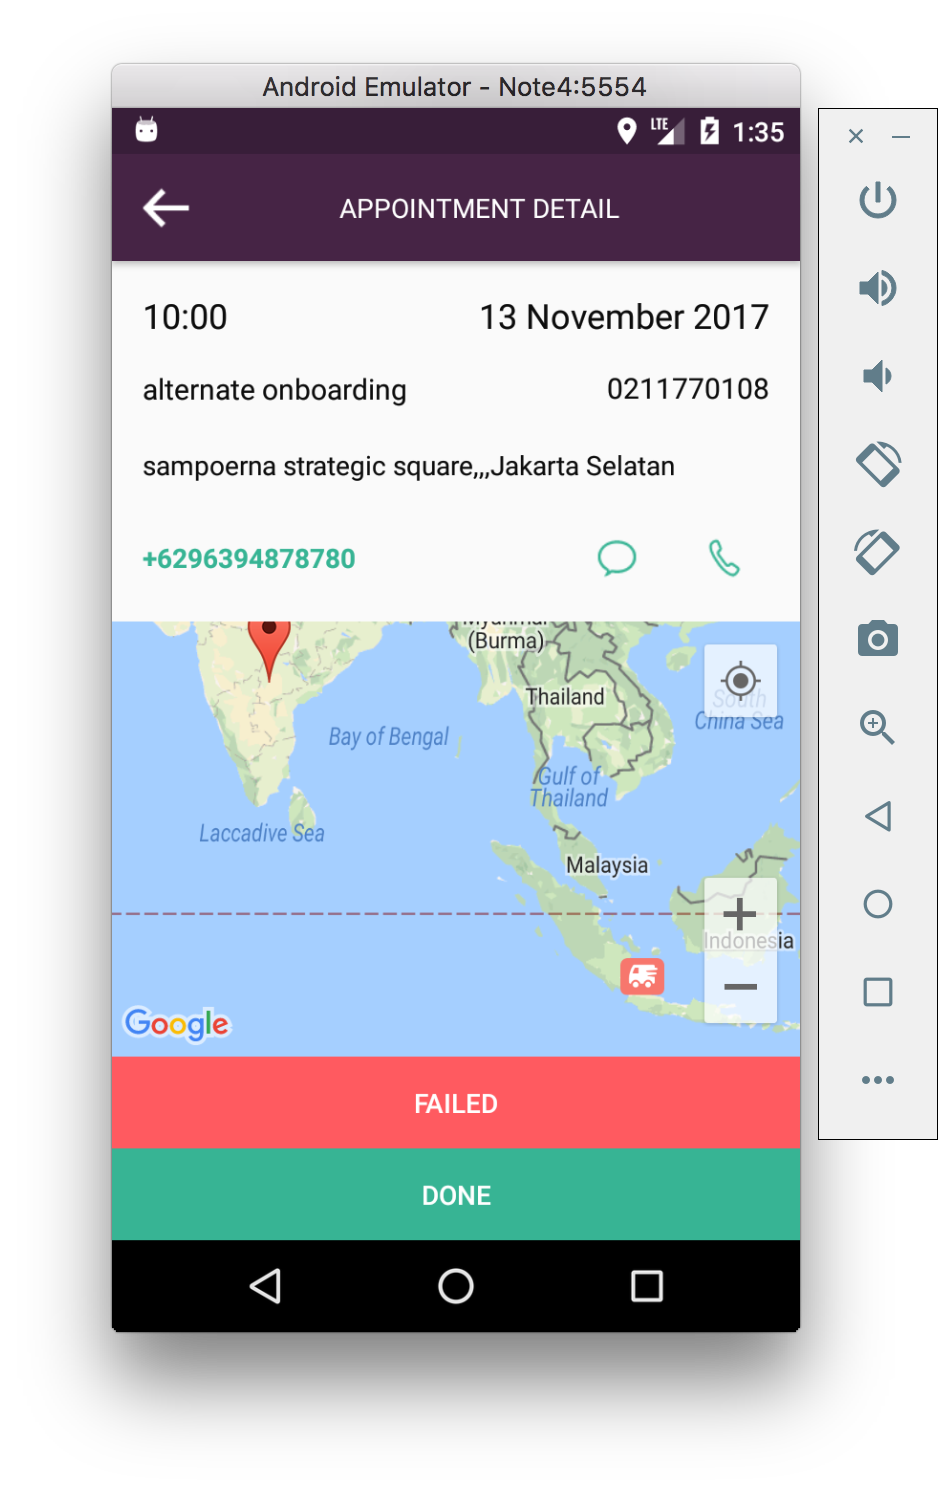 Android Emulator - Note4:5554
LTE 1:35
APPOINTMENT DETAIL
10:00 13 November 2017
alternate onboarding 0211770108
sampoerna strategic square,,,Jakarta Selatan
+6296394878780
Myanmar
(Burma)
Thailand
South
China Sea
Bay of Bengal
Gulf of
Thailand
Laccadive Sea
Malaysia
Indonesia
Google
FAILED
DONE